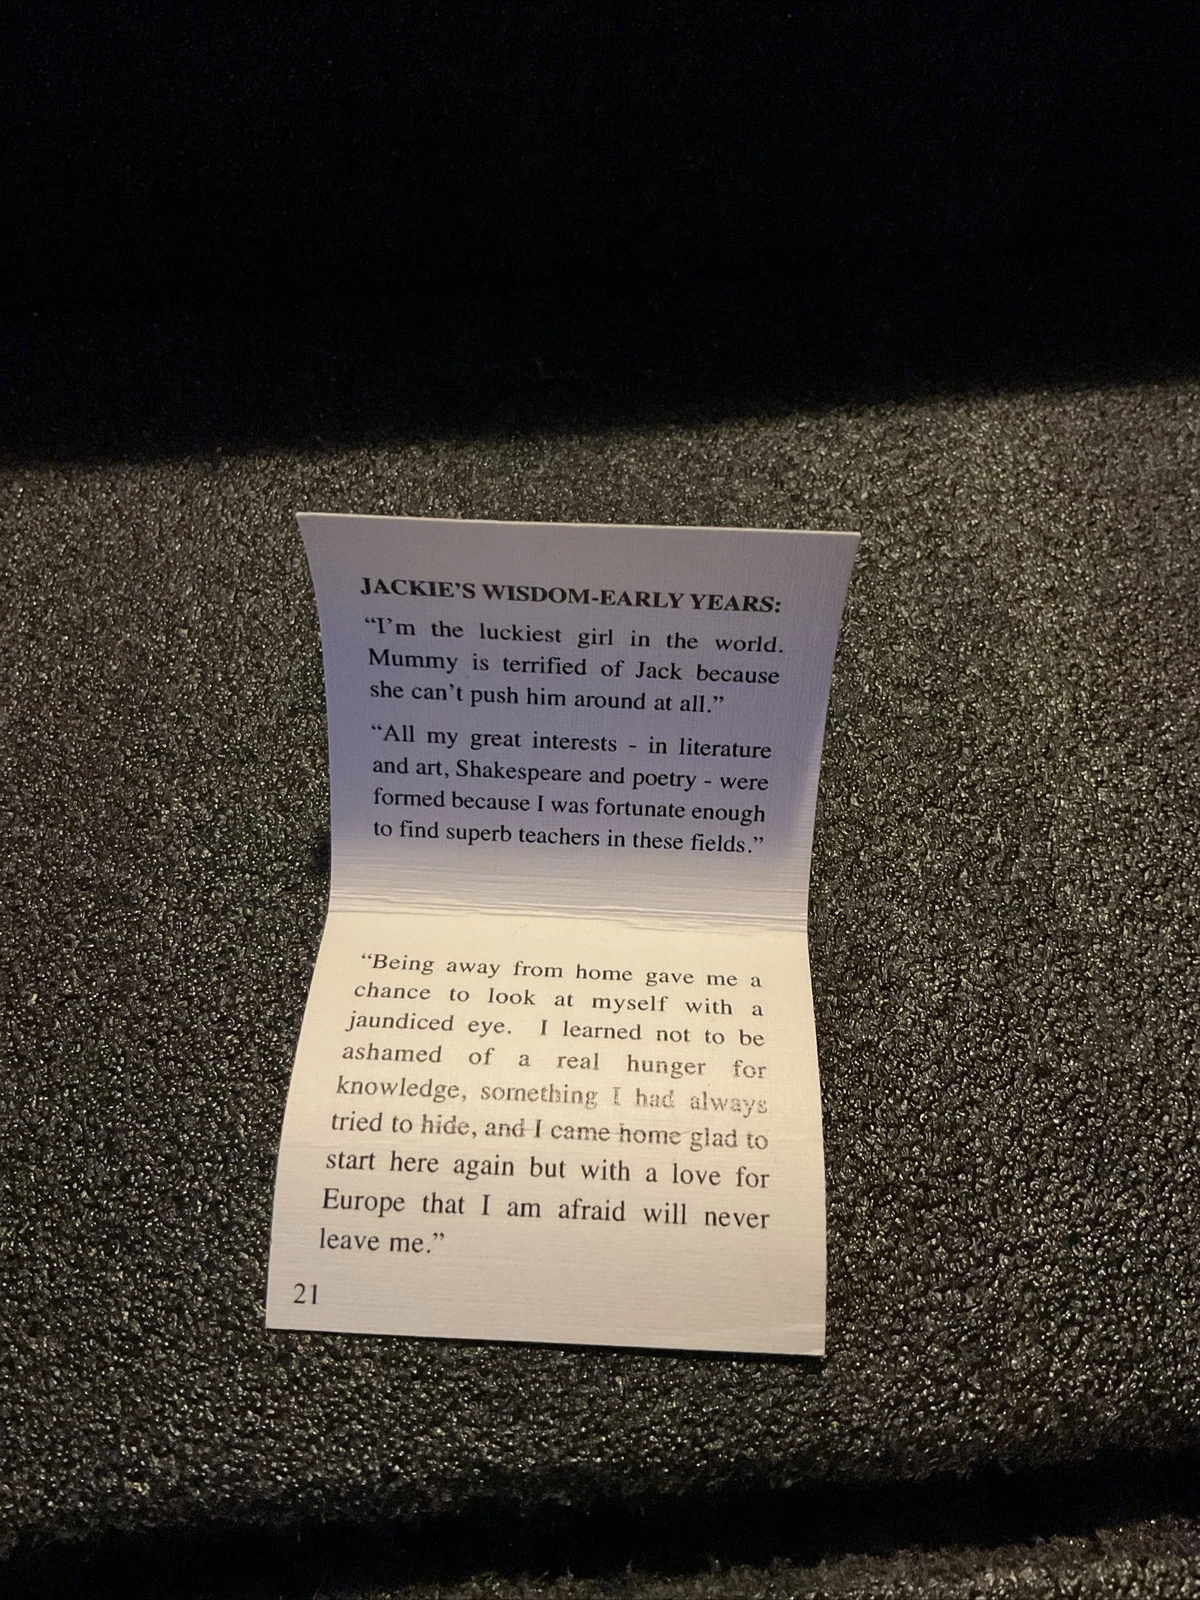 JACKIE'S WISDOM-EARLY YEARS:
“I'm the luckiest girl in the world.
Mummy is terrified of Jack because
she can't push him around at all.”
“All my great interests - in literature
and art, Shakespeare and poetry - were
formed because I was fortunate enough
to find superb teachers in these fields.”
“Being away from home gave me a
chance to look at myself with a
jaundiced eye. I learned not to be
ashamed of a real hunger for
knowledge, something I had always
tried to hide, and I came home glad to
start here again but with a love for
Europe that I am afraid will never
leave me.”
21